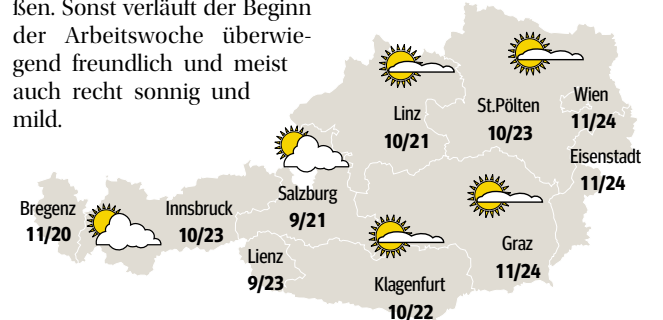 ßen. Sonst verläuft der Beginn
der Arbeitswoche überwie-
gend freundlich und meist
auch recht sonnig und
mild.
Linz
10/21
St.Pölten
10/23
Wien
11/24
Eisenstadt
11/24
Bregenz
11/20
Innsbruck
10/23
Salzburg
9/21
Lienz
9/23
Klagenfurt
10/22
Graz
11/24